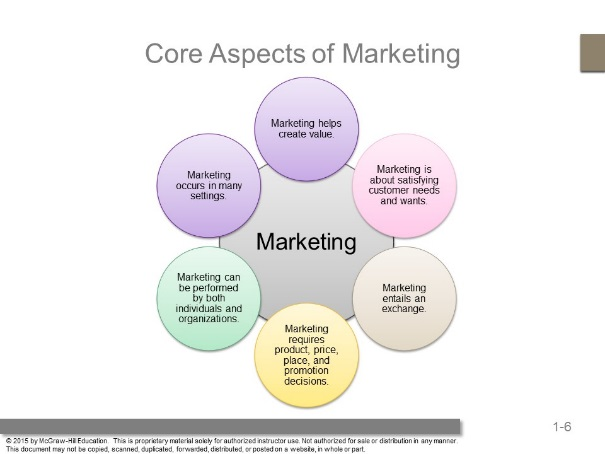 Core Aspects of Marketing
Marketing helps
create value.
Marketing is
about satisfying
customer needs
and wants.
Marketing
entails an
exchange.
Marketing
requires
product, price,
place, and
promotion
decisions.
Marketing can
be performed
by both
individuals and
organizations.
Marketing
occurs in many
settings.
Marketing
1-6
© 2015 by McGraw-Hill Education. This is proprietary material solely for authorized instructor use. Not authorized for sale or distribution in any manner.
This document may not be copied, scanned, duplicated, forwarded, distributed, or posted on a website, in whole or part.